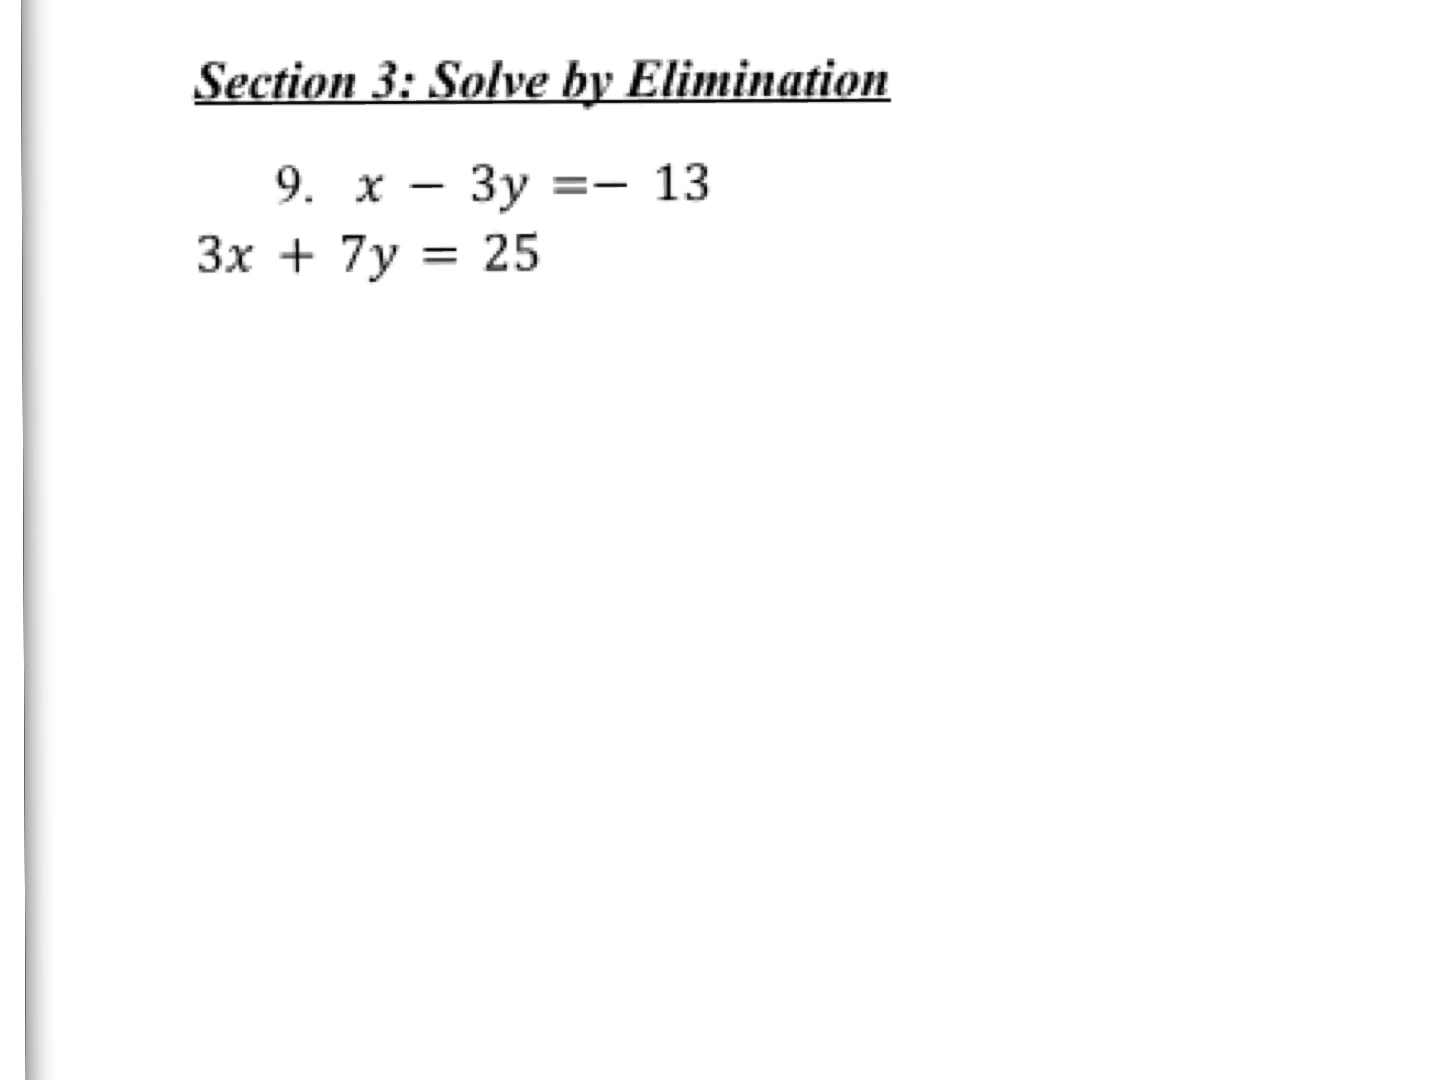 Section 3: Solve by Elimination
9. x − 3y =− 13
3x + 7y = 25